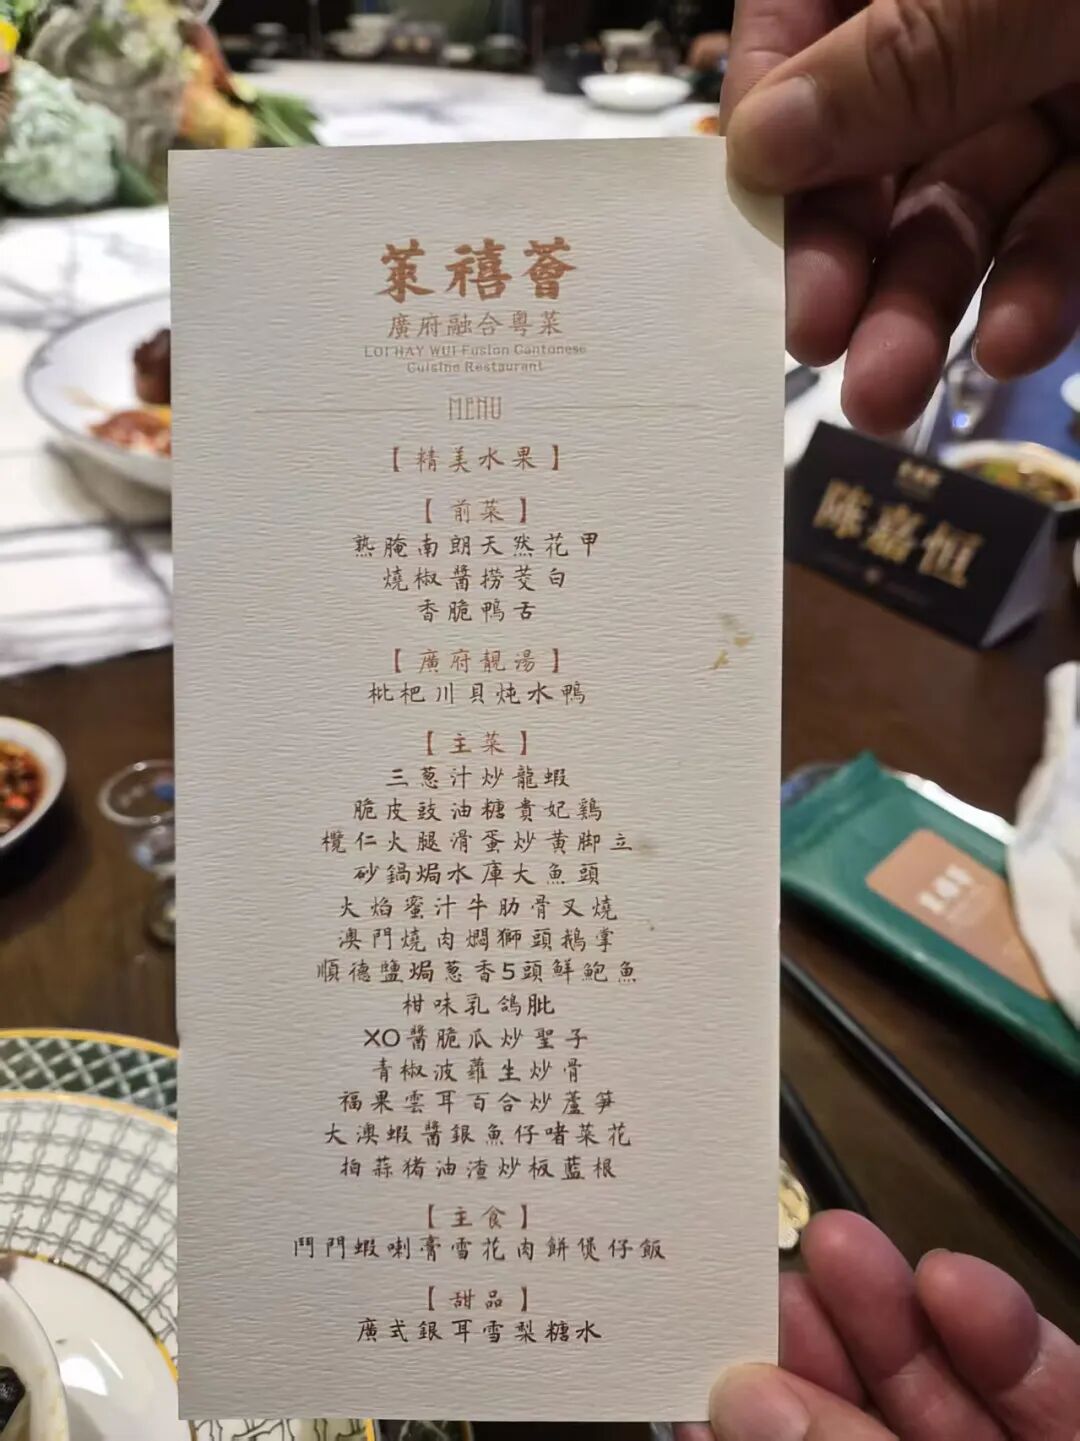 萊禧薈
廣府融合粵菜
LOI HAY WUI Fusion Cantonese
Cuisine Restaurant
MENU
【精美水果】
【前菜】
熟腌南朗天然花甲
燒椒醬捞茭白
香脆鴨舌
【廣府靚湯】
枇杷川貝炖水鴨
【主菜】
三蔥汁炒龍蝦
脆皮豉油糖貴妃鷄
欖仁火腿滑蛋炒黄脚立
砂鍋焗水庫大魚頭
火焰蜜汁牛肋骨叉燒
澳門燒肉燜獅頭鵝掌
順德鹽焗蔥香5頭鮮鮑魚
柑味乳鴿肶
XO醬脆瓜炒聖子
青椒波蘿生炒骨
福果雲耳百合炒蘆笋
大澳蝦醬銀魚仔啫菜花
拍蒜猪油渣炒板藍根
【主食】
鬥門蝦喇膏雪花肉餅煲仔飯
【甜品】
廣式銀耳雪梨糖水
陈嘉恒